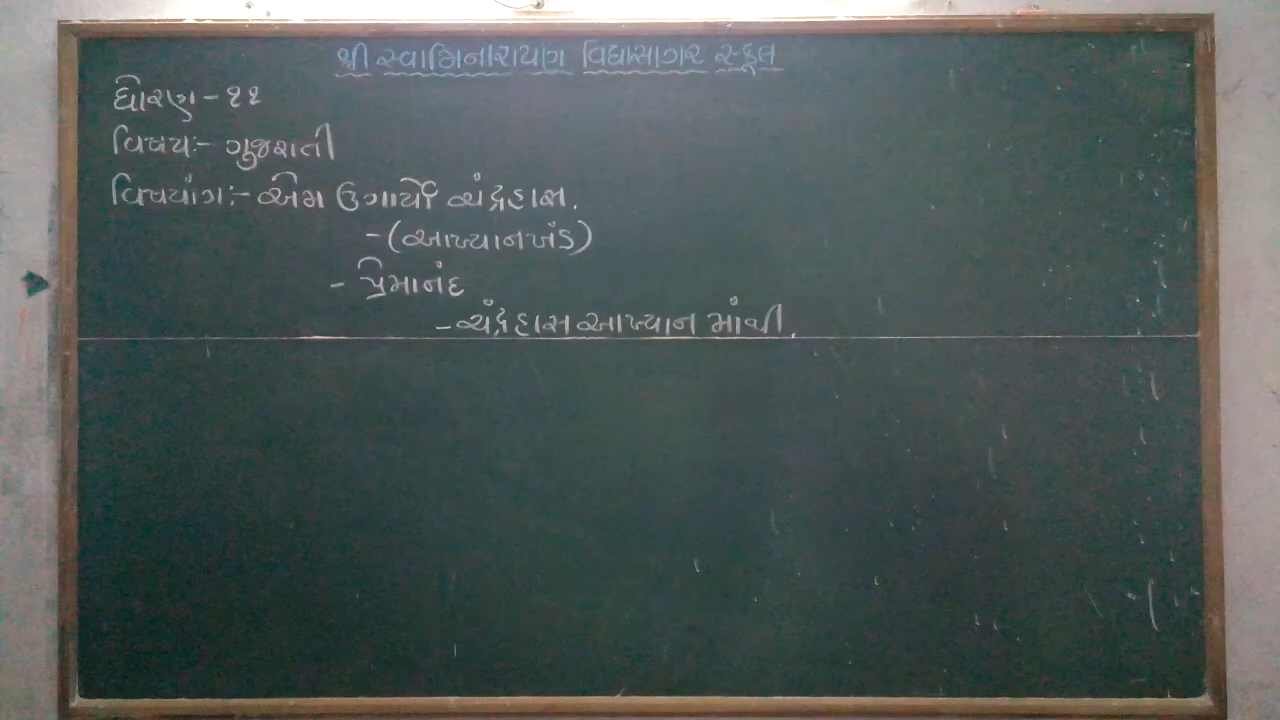 શ્રી સ્વામિનારાયણ વિદ્યાસાગર સ્કૂલ
ધોરણ - ૧૧
વિષય:- ગુજરાતી
વિષયાંગ:- એમ ઉગાર્યો ચંદ્રહાસ.
- (આખ્યાનખંડ)
- પ્રેમાનંદ
- ચંદ્રહાસ આખ્યાન માંથી.